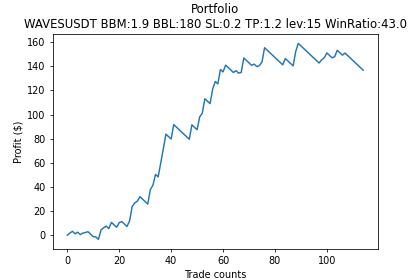 Portfolio
WAVESUSDT BBM:1.9 BBL:180 SL:0.2 TP:1.2 lev:15 WinRatio:43.0
160
140
120
100
80
60
40
20
0
Profit ($)
0 20 40 60 80 100
Trade counts